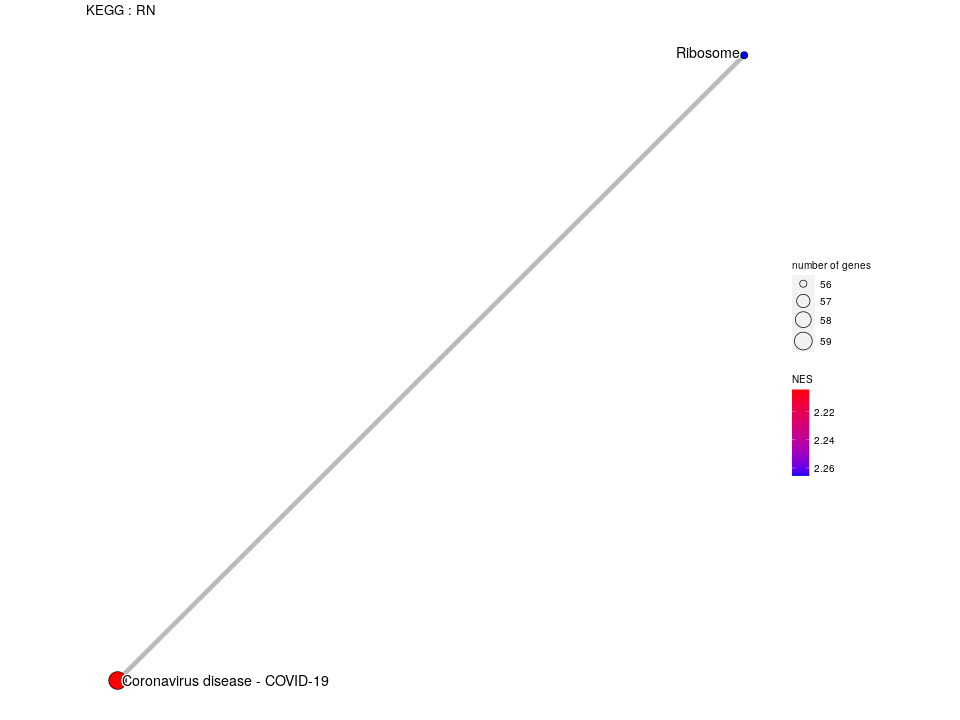 KEGG : RN
Ribosome
number of genes
56
57
58
59
NES
2.22
2.24
2.26
Coronavirus disease - COVID-19